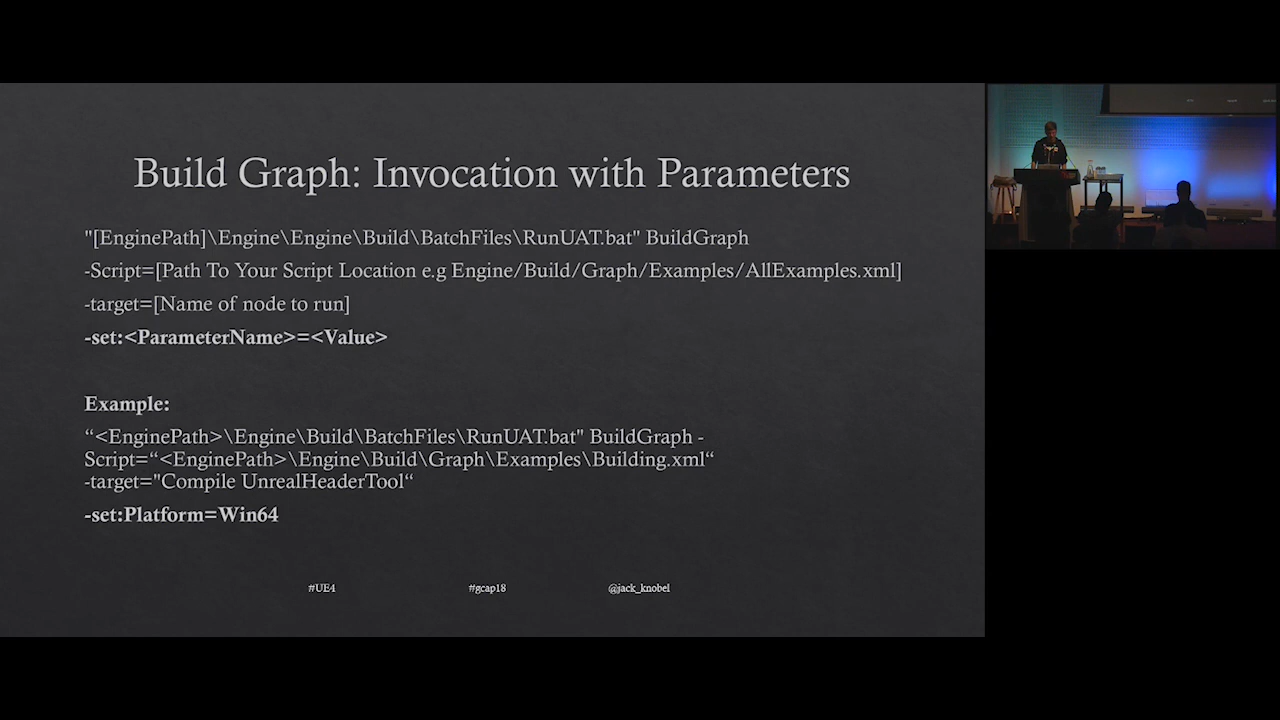 Build Graph: Invocation with Parameters
"[EnginePath]\Engine\Engine\Build\BatchFiles\RunUAT.bat" BuildGraph
-Script=[Path To Your Script Location e.g Engine/Build/Graph/Examples/AllExamples.xml]
-target=[Name of node to run]
-set:<ParameterName>=<Value>
Example:
“<EnginePath>\Engine\Build\BatchFiles\RunUAT.bat" BuildGraph -
Script=“<EnginePath>\Engine\Build\Graph\Examples\Building.xml“
-target="Compile UnrealHeaderTool“
-set:Platform=Win64
#UE4
#gcap18
@jack_knobel